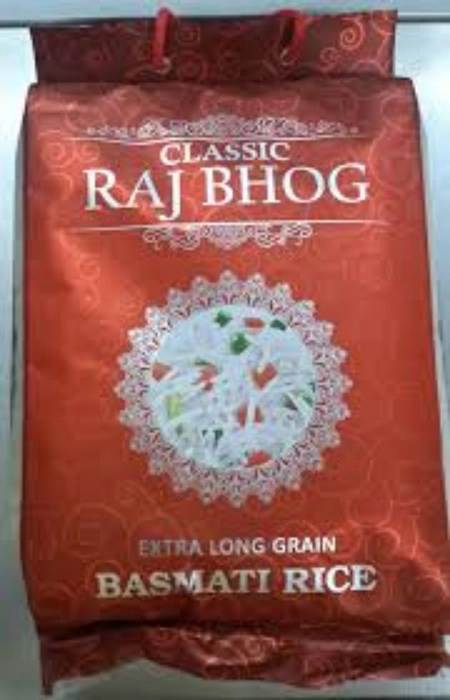 CLASSIC
RAJ BHOG
EXTRA LONG GRAIN
BASMATI RICE